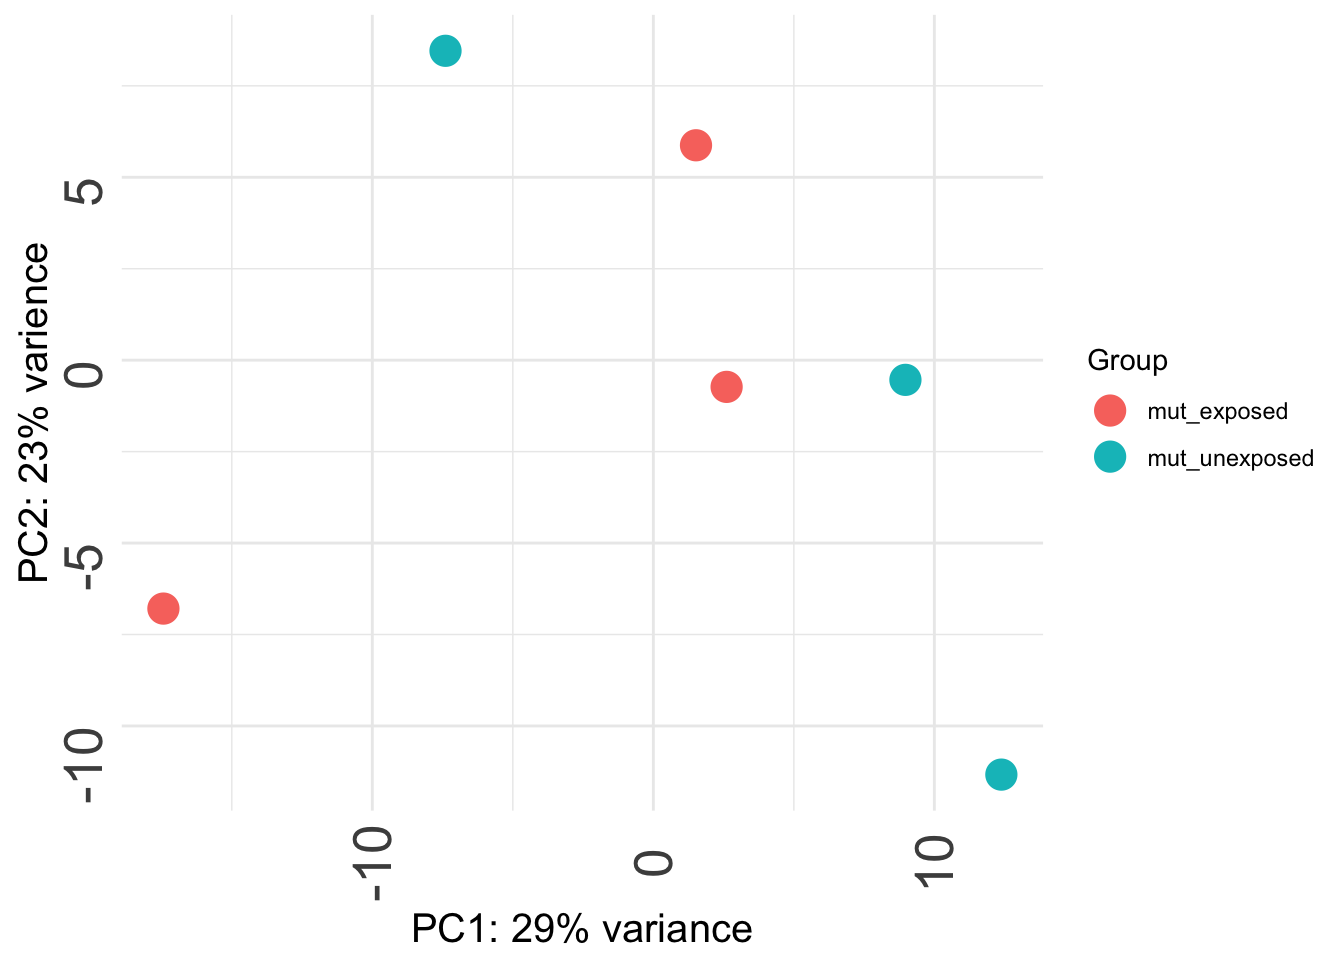 PC2: 23% varience
5
0
-5
-10
-10
0
10
PC1: 29% variance
Group
mut_exposed
mut_unexposed